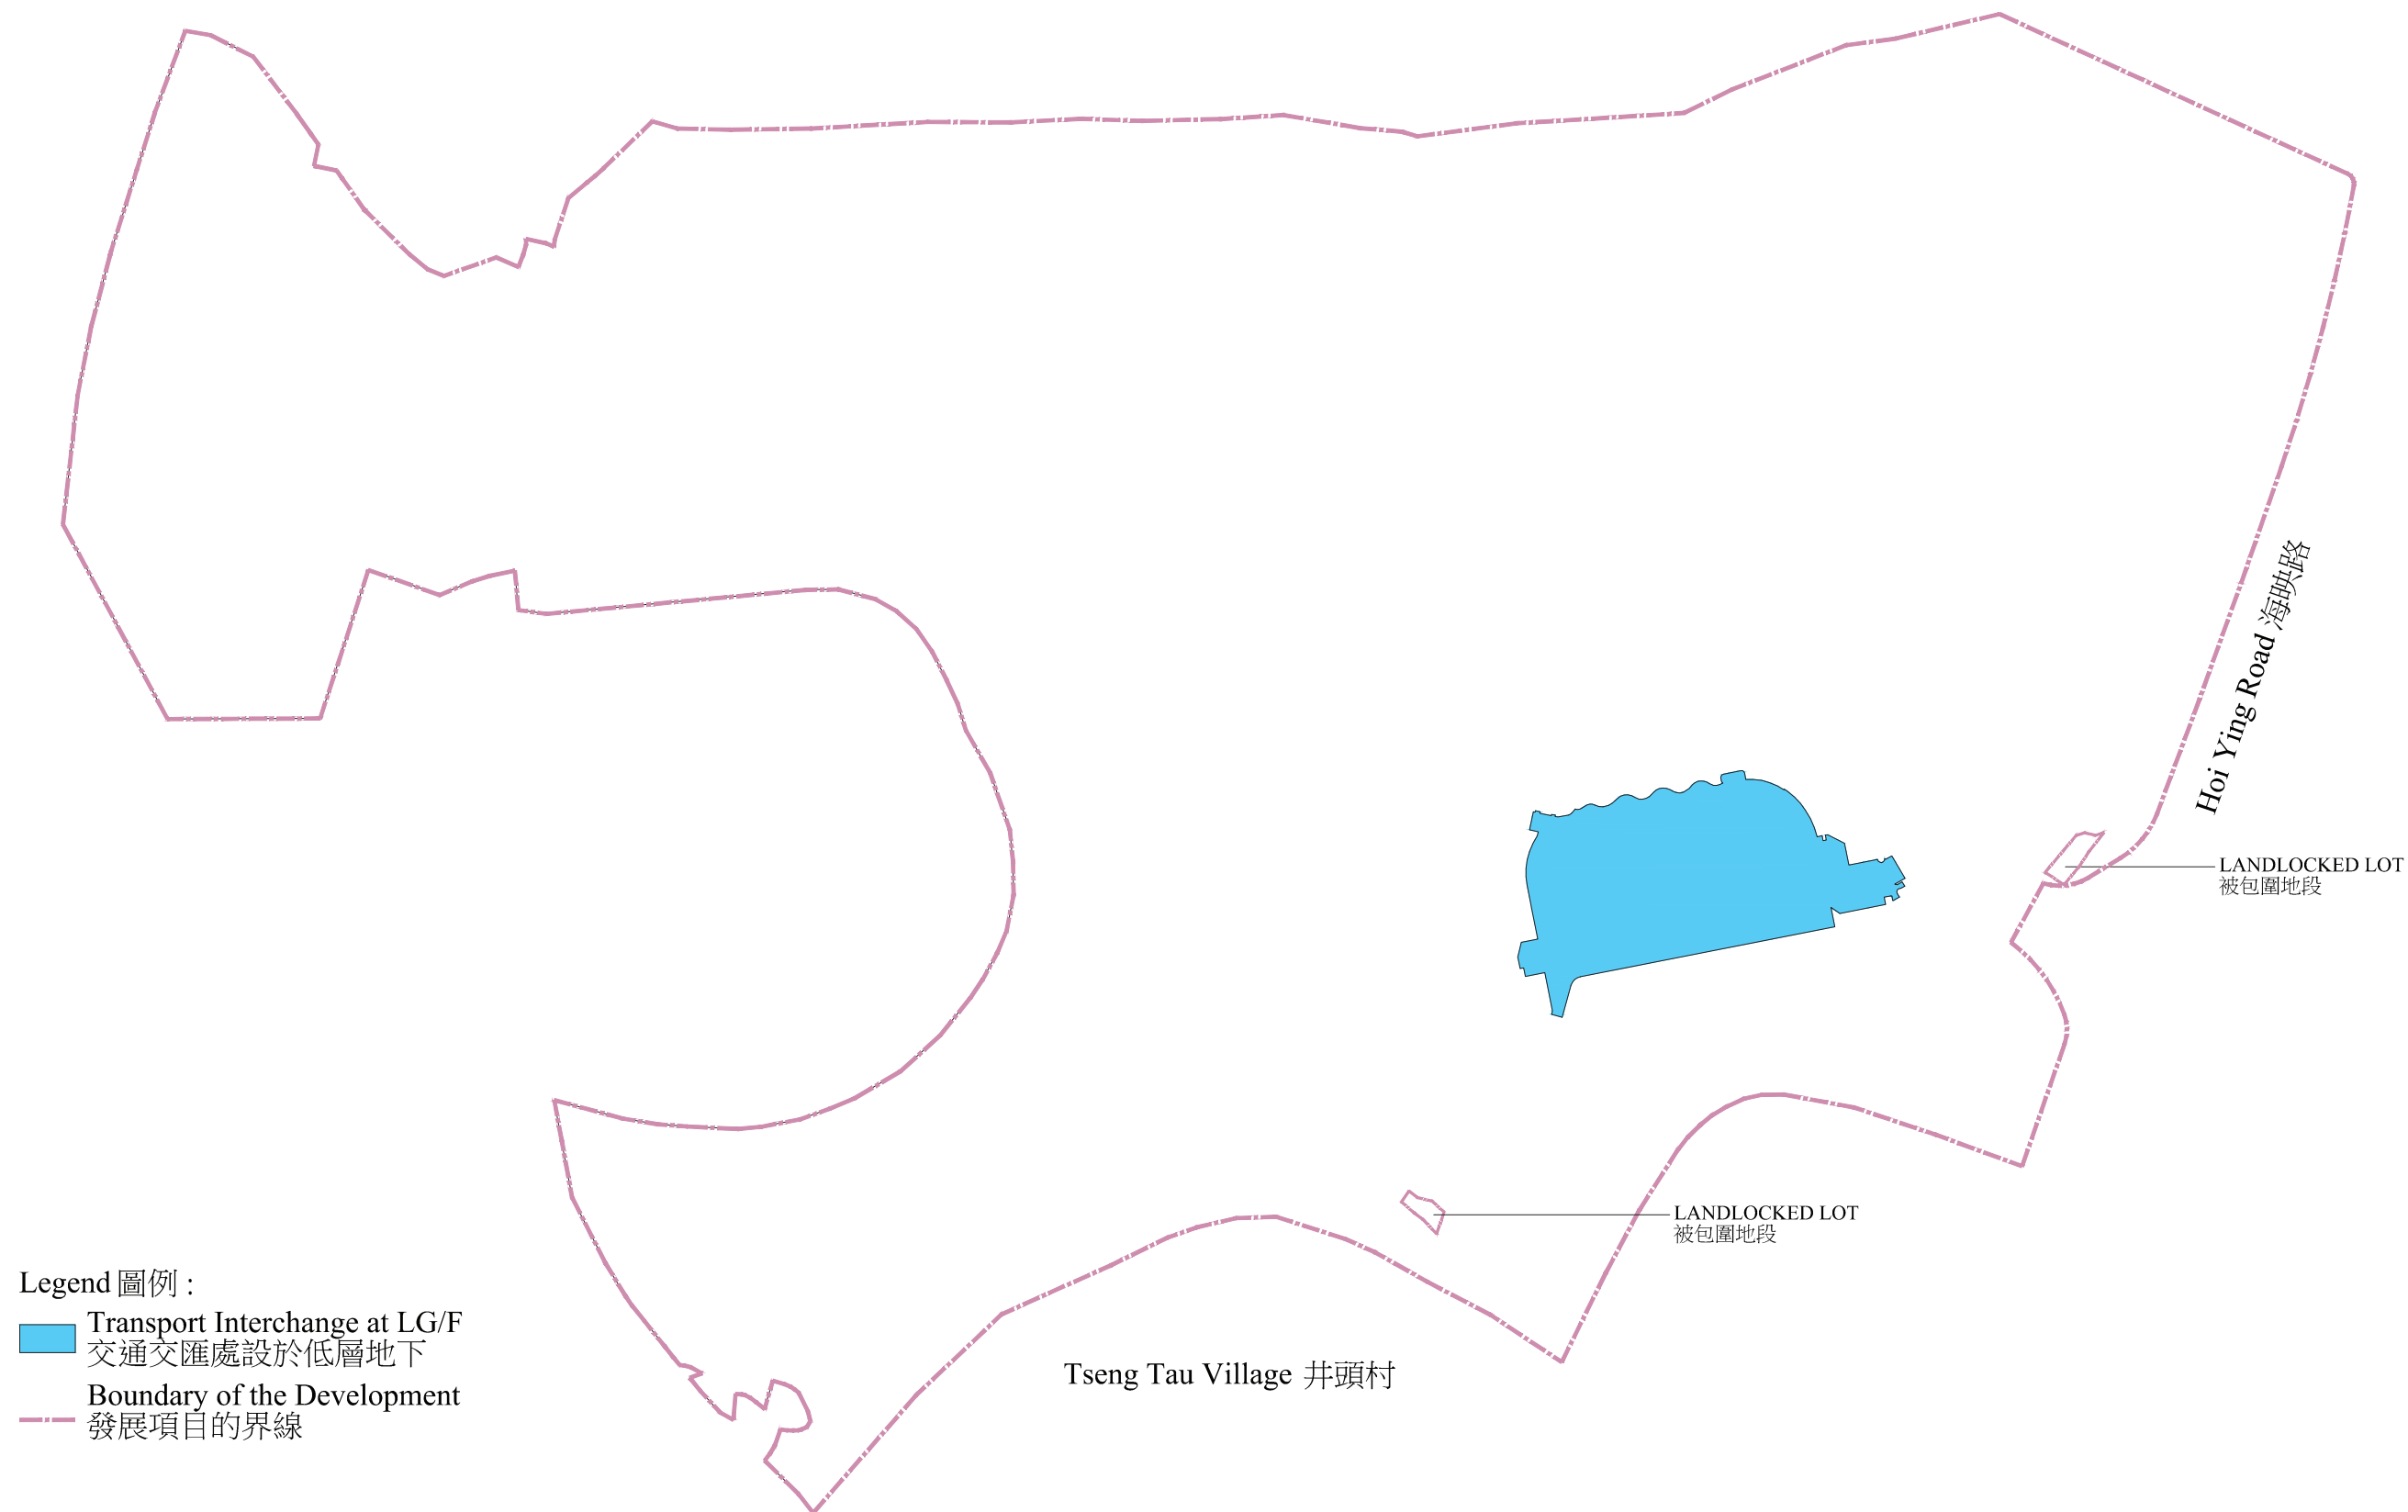 Hoi Ying Road 海映路
LANDLOCKED LOT
被包圍地段
LANDLOCKED LOT
被包圍地段
Tseng Tau Village 井頭村
Legend 圖例 :
Transport Interchange at LG/F
交通交匯處設於低層地下
Boundary of the Development
發展項目的界線